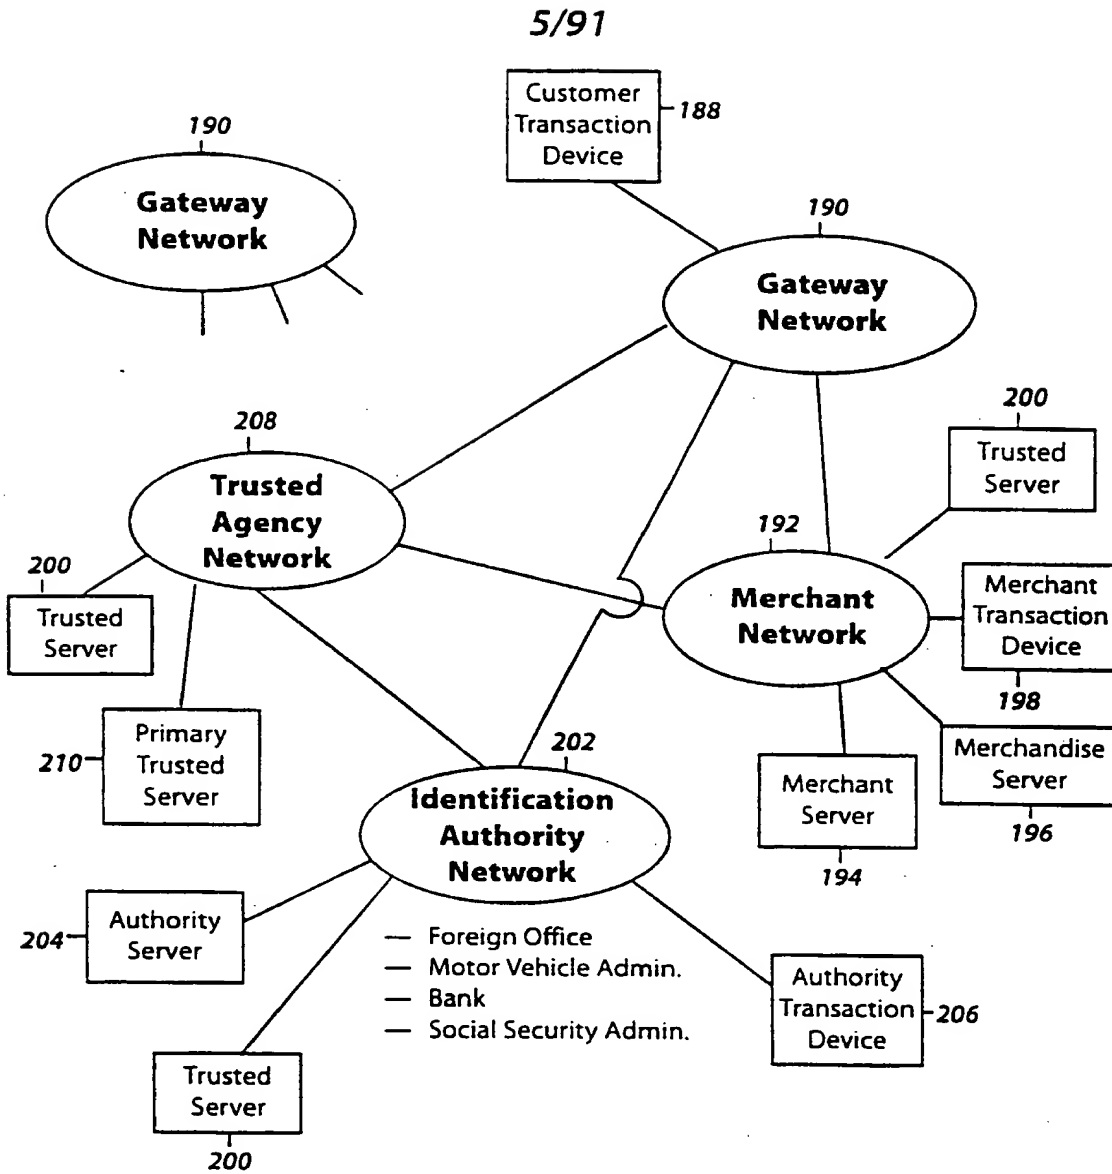 5/91
Customer
Transaction
Device
188
190
Gateway
Network
190
Gateway
Network
200
Trusted
Server
208
Trusted
Agency
Network
192
Merchant
Network
Merchant
Transaction
Device
198
200
Trusted
Server
Primary
Trusted
Server
210
202
Identification
Authority
Network
Merchant
Server
194
Merchandise
Server
196
Authority
Server
204
— Foreign Office
— Motor Vehicle Admin.
— Bank
— Social Security Admin.
Authority
Transaction
Device
206
Trusted
Server
200